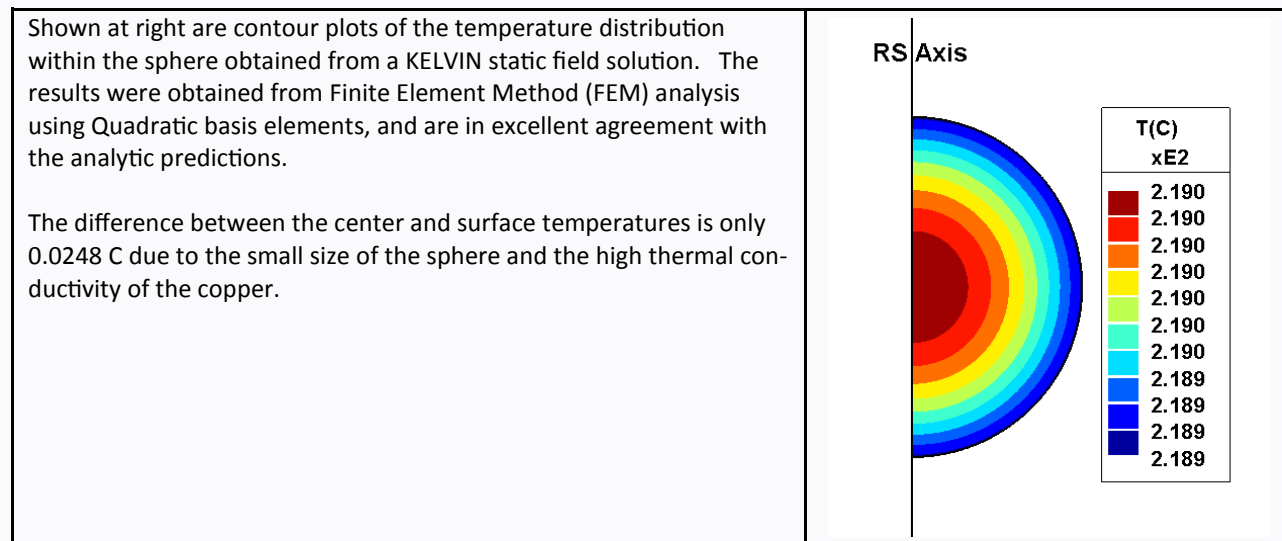 Shown at right are contour plots of the temperature distribution
within the sphere obtained from a KELVIN static field solution. The
results were obtained from Finite Element Method (FEM) analysis
using Quadratic basis elements, and are in excellent agreement with
the analytic predictions.
The difference between the center and surface temperatures is only
0.0248 C due to the small size of the sphere and the high thermal con-
ductivity of the copper.
RS Axis
T(C)
xE2
2.190
2.190
2.190
2.190
2.190
2.190
2.190
2.189
2.189
2.189
2.189